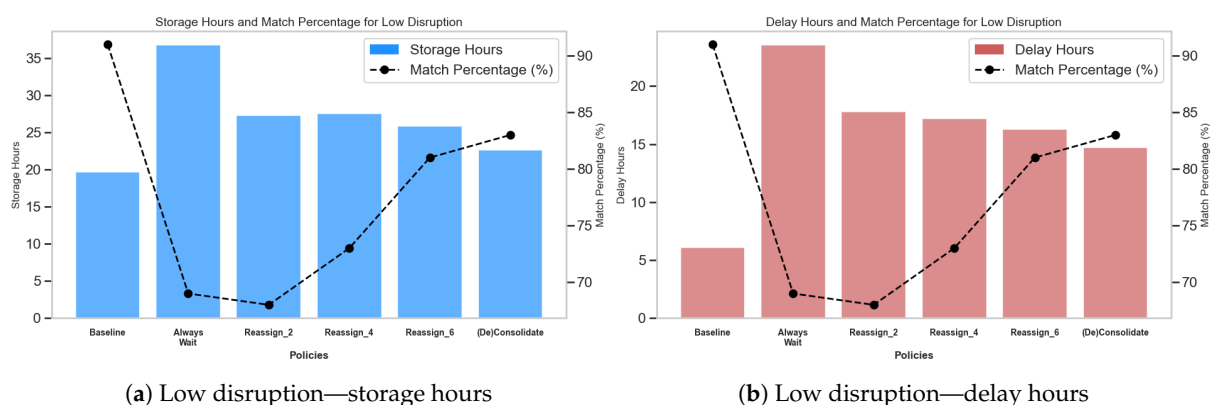 Storage Hours and Match Percentage for Low Disruption
Storage Hours
Match Percentage (%)
35
30
25
20
15
10
5
0
Storage Hours
90
85
80
75
70
Match Percentage (%)
Baseline
Always
Wait
Reassign_2
Reassign_4
Reassign_6
(De)Consolidate
Policies
(a) Low disruption—storage hours
Delay Hours and Match Percentage for Low Disruption
Delay Hours
Match Percentage (%)
20
15
10
5
0
Delay Hours
90
85
80
75
70
Match Percentage (%)
Baseline
Always
Wait
Reassign_2
Reassign_4
Reassign_6
(De)Consolidate
Policies
(b) Low disruption—delay hours